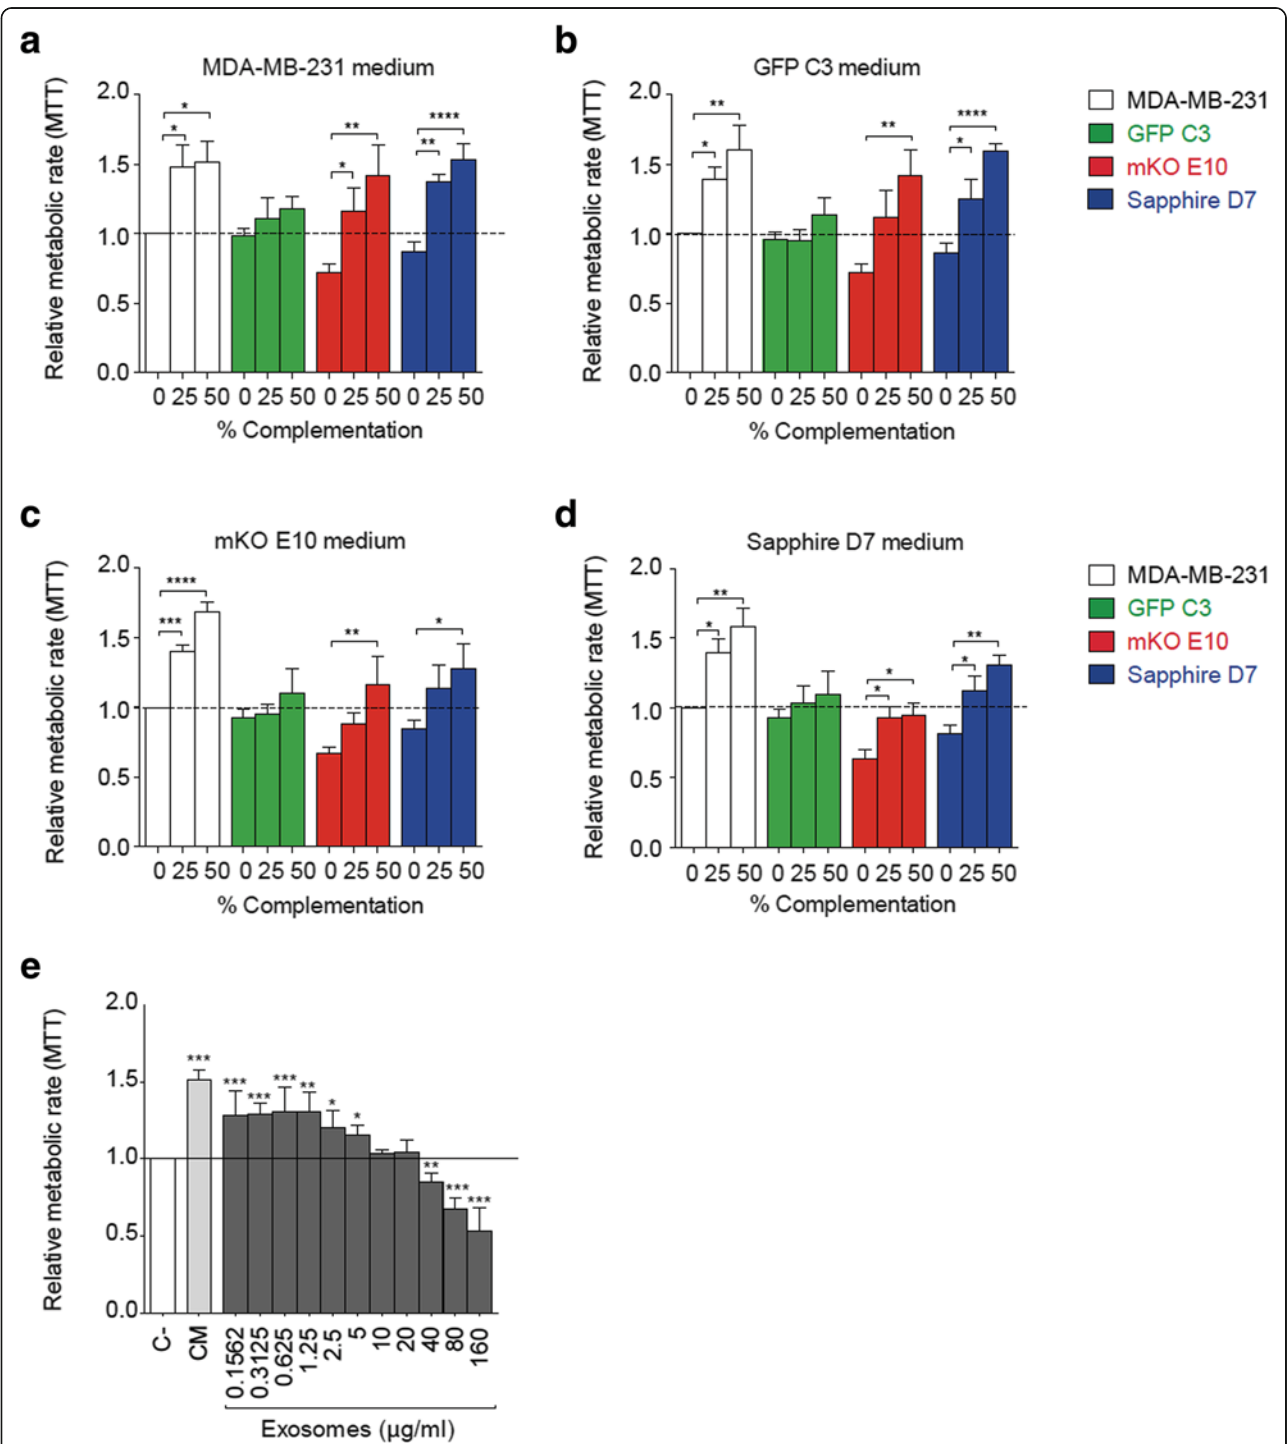 a
MDA-MB-231 medium
Relative metabolic rate (MTT)
2.0
1.5
1.0
0.5
0.0
* * * ** ** ****
0 25 50 0 25 50 0 25 50 0 25 50
% Complementation
b
GFP C3 medium
Relative metabolic rate (MTT)
2.0
1.5
1.0
0.5
0.0
* ** ** * ****
0 25 50 0 25 50 0 25 50 0 25 50
% Complementation
MDA-MB-231
GFP C3
mKO E10
Sapphire D7
c
mKO E10 medium
Relative metabolic rate (MTT)
2.0
1.5
1.0
0.5
0.0
*** **** ** *
0 25 50 0 25 50 0 25 50 0 25 50
% Complementation
d
Sapphire D7 medium
Relative metabolic rate (MTT)
2.0
1.5
1.0
0.5
0.0
* ** * * * **
0 25 50 0 25 50 0 25 50 0 25 50
% Complementation
MDA-MB-231
GFP C3
mKO E10
Sapphire D7
e
Relative metabolic rate (MTT)
2.0
1.5
1.0
0.5
0.0
*** *** *** *** ** * * ** *** ***
C- CM 0.1562 0.3125 0.625 1.25 2.5 5 10 20 40 80 160
Exosomes (µg/ml)